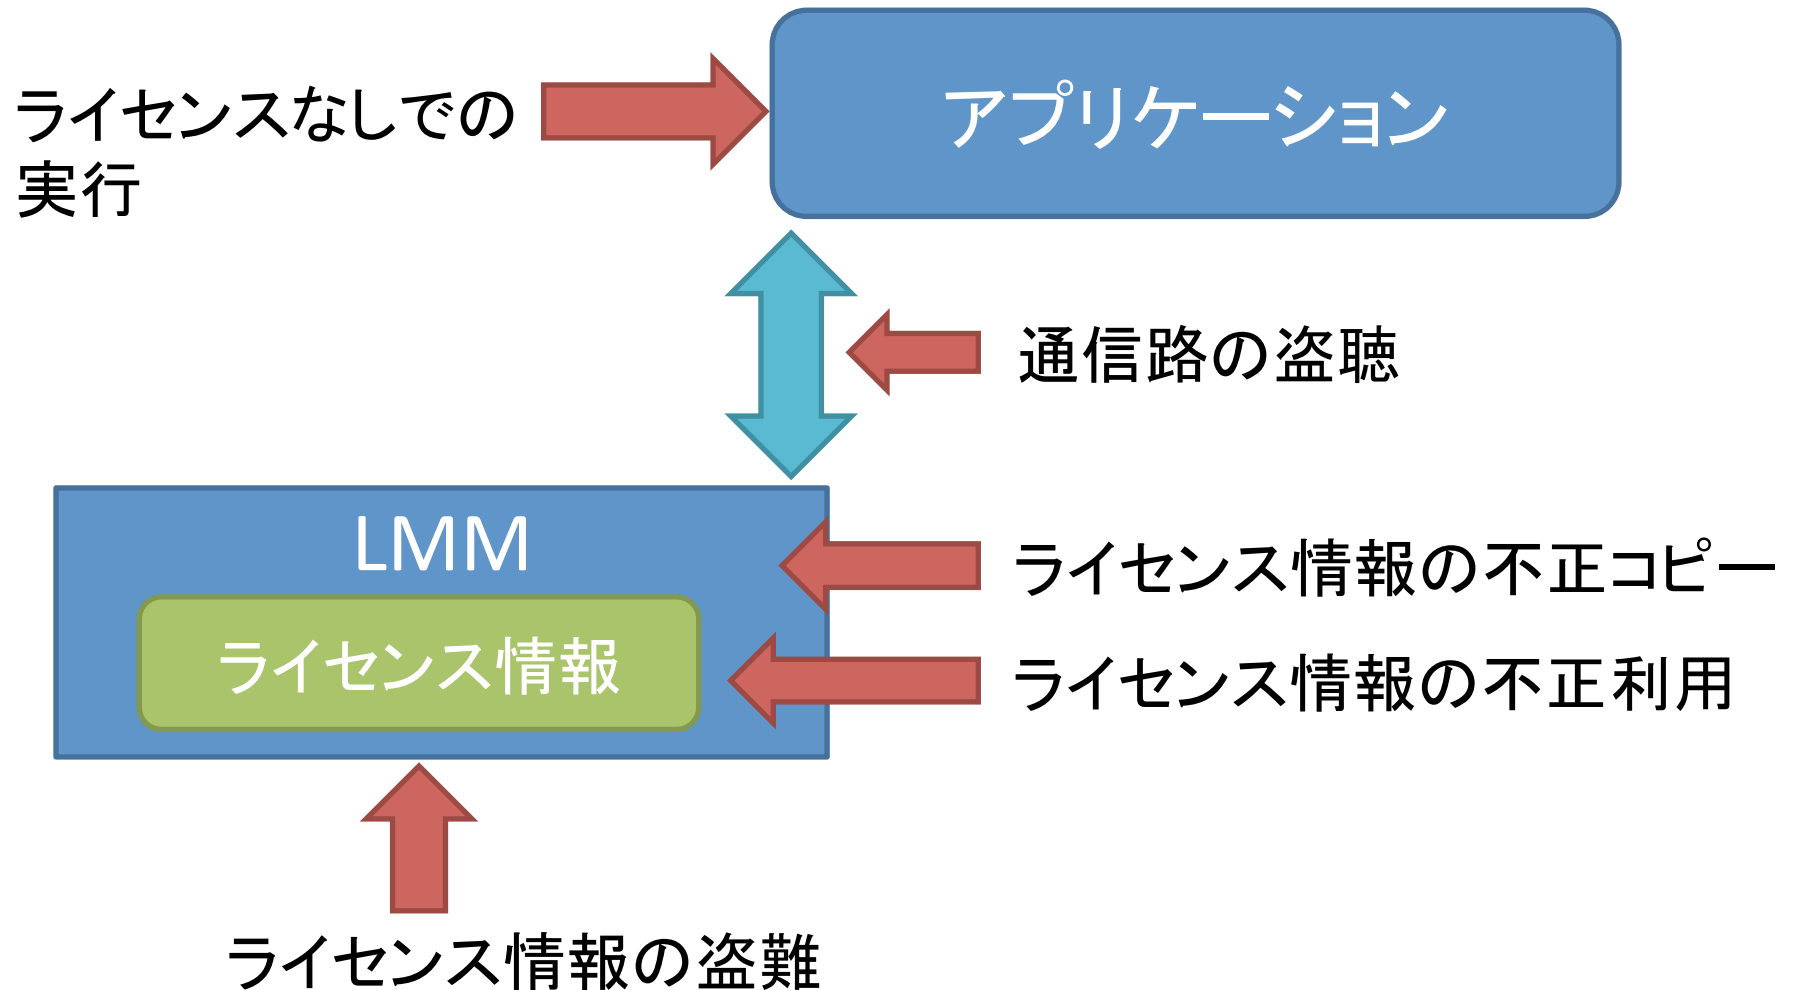 アプリケーション
ライセンスなしでの
実行
通信路の盗聴
LMM
ライセンス情報の不正コピー
ライセンス情報
ライセンス情報の不正利用
ライセンス情報の盗難